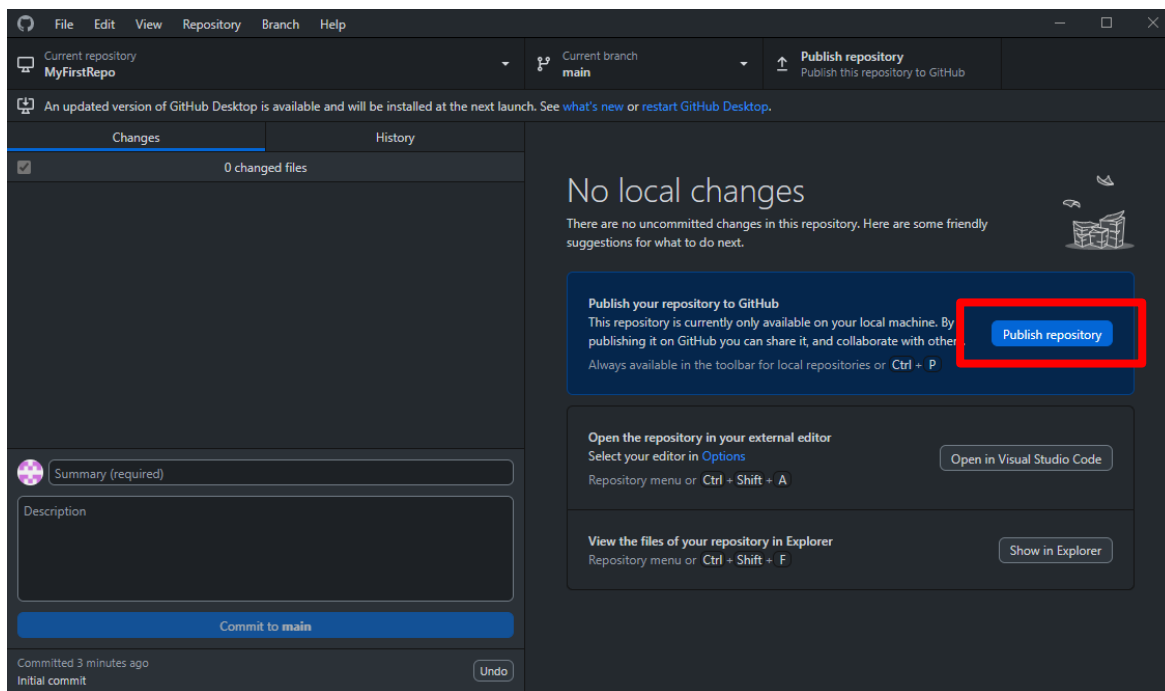 File Edit View Repository Branch Help
Current repository
MyFirstRepo
Current branch
main
Publish repository
Publish this repository to GitHub
An updated version of GitHub Desktop is available and will be installed at the next launch. See what's new or restart GitHub Desktop.
Changes
History
0 changed files
No local changes
There are no uncommitted changes in this repository. Here are some friendly
suggestions for what to do next.
Publish your repository to GitHub
This repository is currently only available on your local machine. By
publishing it on GitHub you can share it, and collaborate with others.
Always available in the toolbar for local repositories or Ctrl + P
Publish repository
Open the repository in your external editor
Select your editor in Options
Repository menu or Ctrl + Shift + A
Open in Visual Studio Code
View the files of your repository in Explorer
Repository menu or Ctrl + Shift + F
Show in Explorer
Summary (required)
Description
Commit to main
Committed 3 minutes ago
Initial commit
Undo